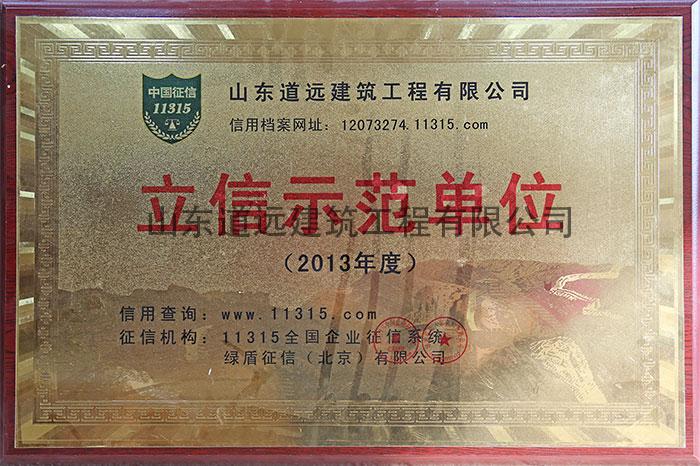 中国征信
11315
山东道远建筑工程有限公司
信用档案网址：12073274.11315.com
立信示范单位
山东道远建筑工程有限公司
（2013年度）
信用查询：www.11315.com
征信机构：11315全国企业征信系统
绿盾征信（北京）有限公司